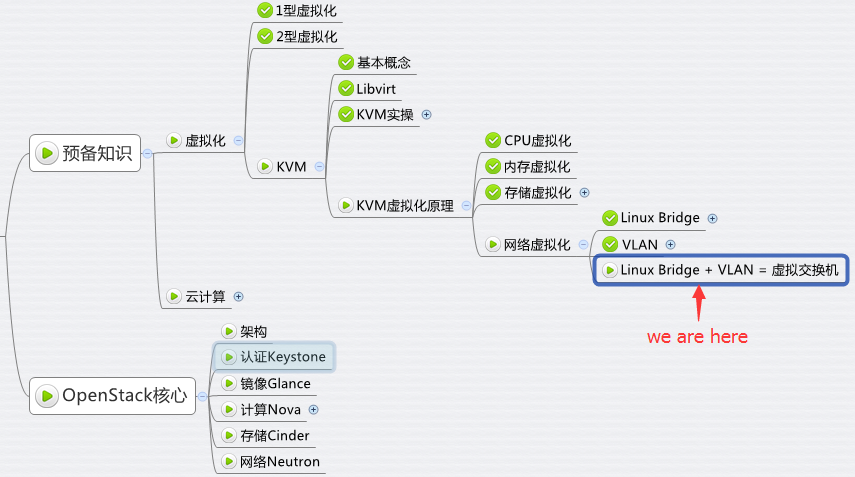 1型虚拟化
2型虚拟化
基本概念
Libvirt
KVM实操
虚拟化
预备知识
KVM
CPU虚拟化
内存虚拟化
KVM虚拟化原理
存储虚拟化
Linux Bridge
网络虚拟化
VLAN
Linux Bridge + VLAN = 虚拟交换机
云计算
we are here
架构
认证Keystone
镜像Glance
OpenStack核心
计算Nova
存储Cinder
网络Neutron